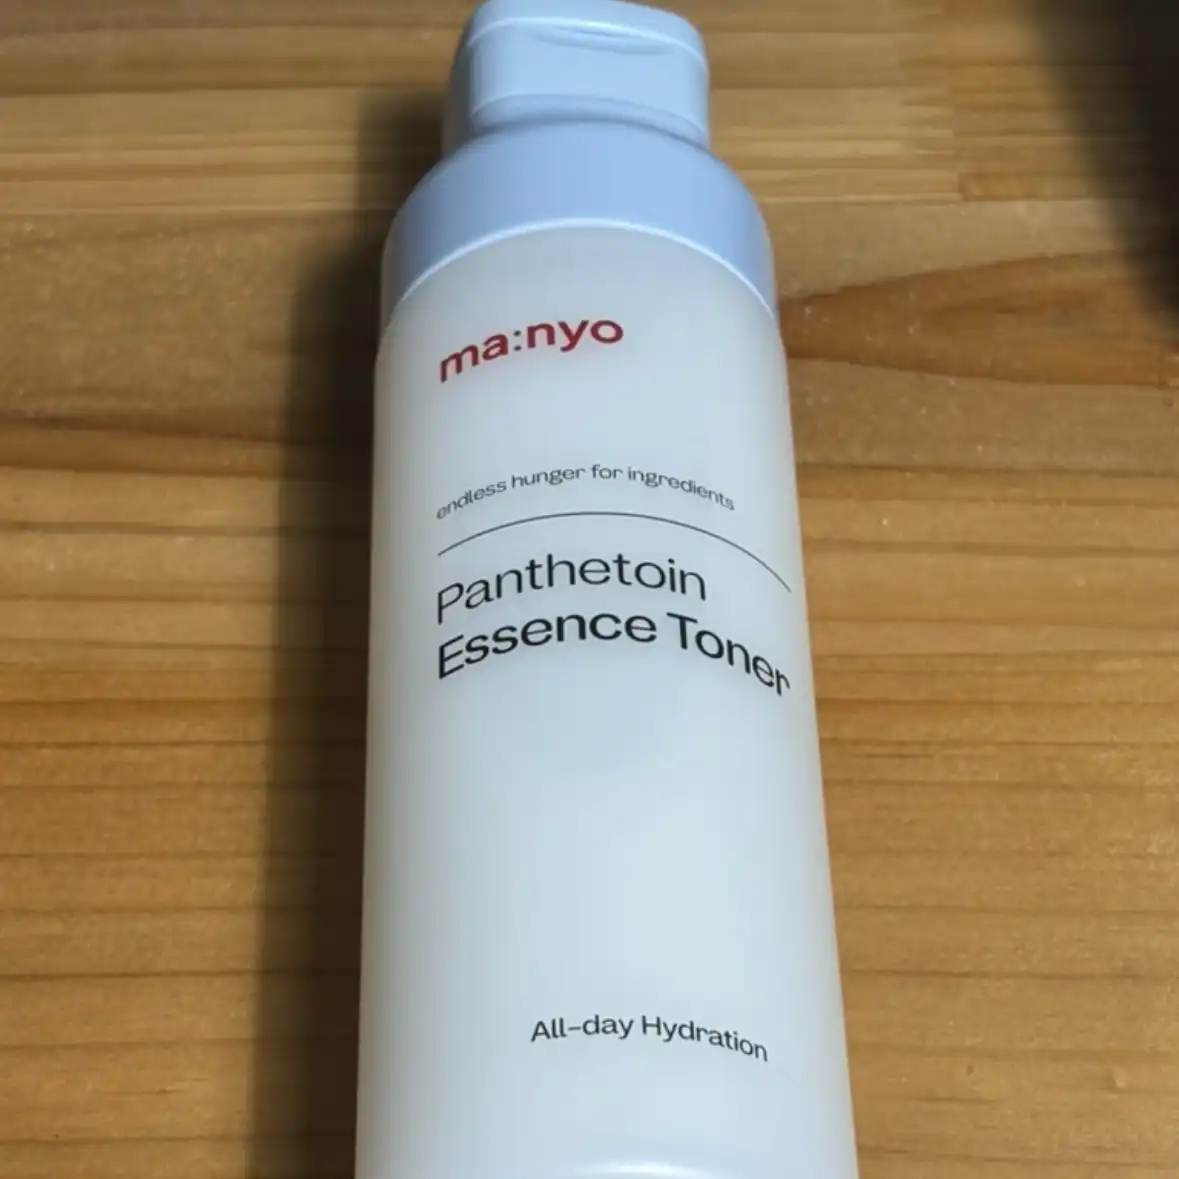 ma:nyo
endless hunger for ingredients
Panthetoin
Essence Toner
All-day Hydration